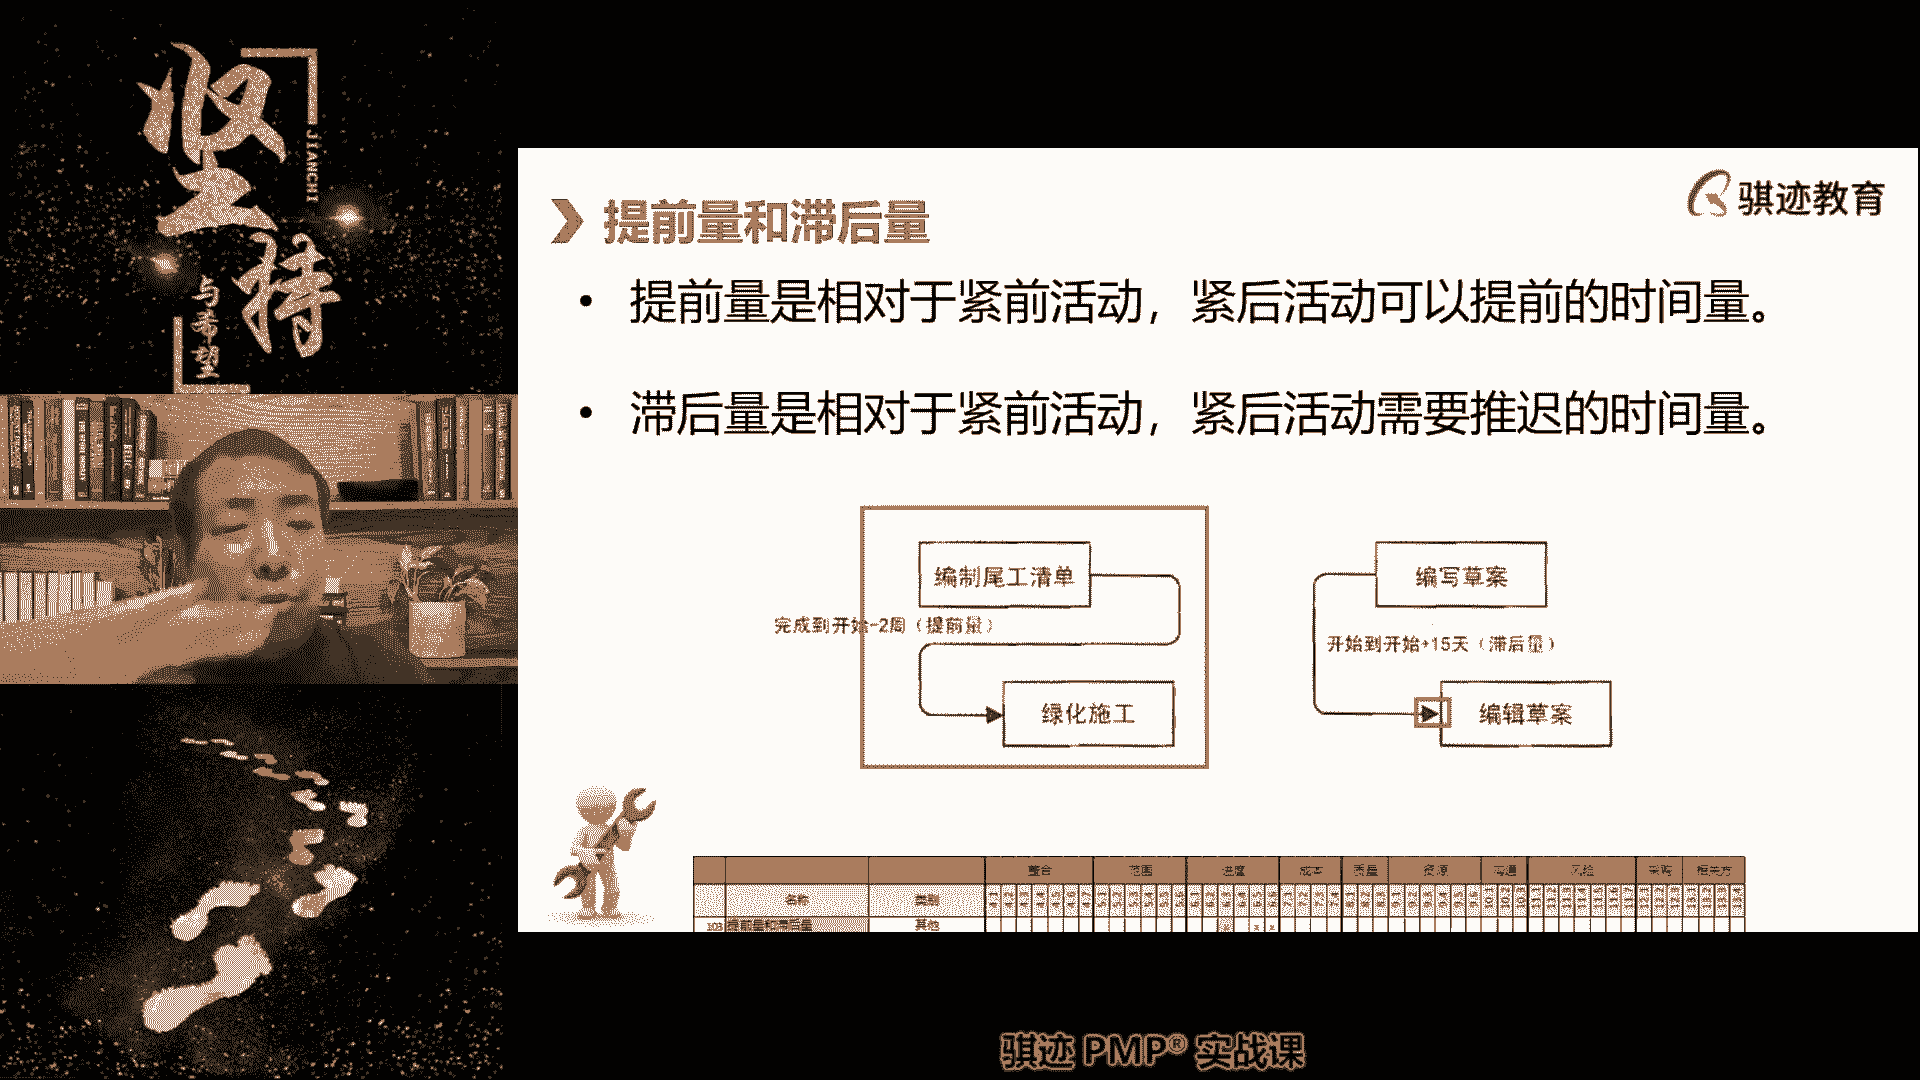 坚持
JIANCHI
与希望
骐迹教育
提前量和滞后量
• 提前量是相对于紧前活动，紧后活动可以提前的时间量。
• 滞后量是相对于紧前活动，紧后活动需要推迟的时间量。
编制尾工清单
完成到开始-2周（提前量）
绿化施工
编写草案
开始到开始+15天（滞后量）
编辑草案
整合 范围 进度 成本 质量 资源 沟通 风险 采购 相关方
名称 类型
103 提前量和滞后量 其他
骐迹 PMP® 实战课